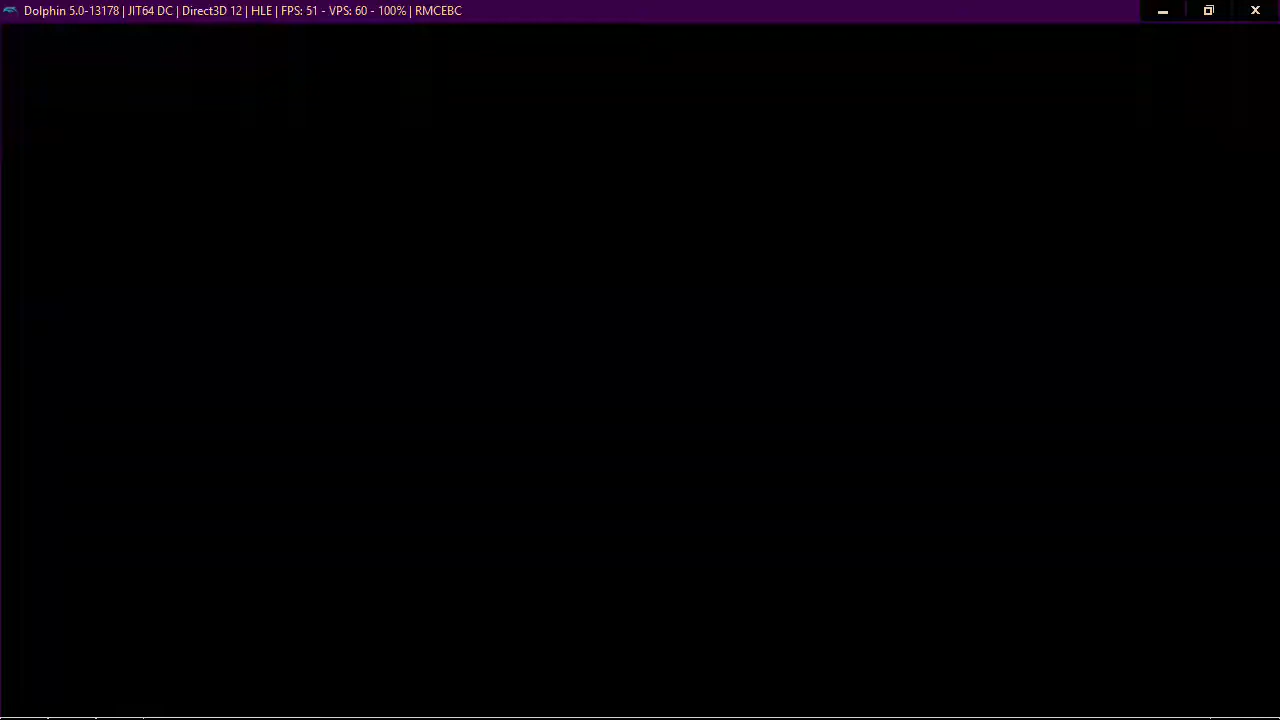 Dolphin 5.0-13178 | JIT64 DC | Direct3D 12 | HLE | FPS: 51 - VPS: 60 - 100% | RMCEBC